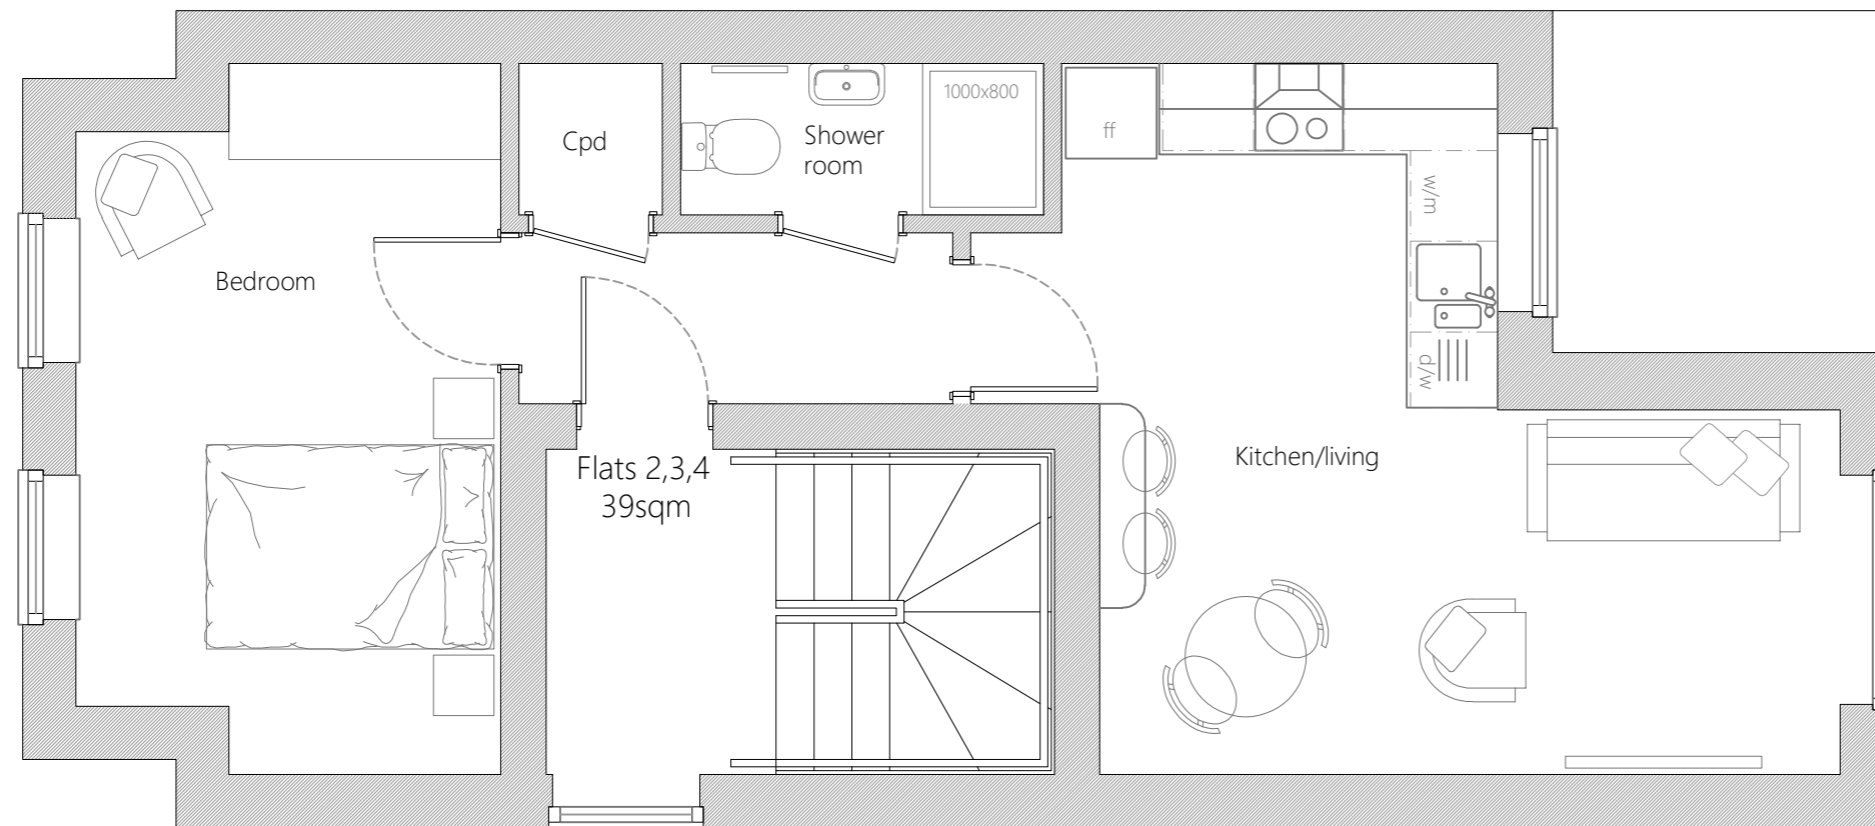 1000x800
Cpd
Shower
room
ff
w/m
Bedroom
d/w
Kitchen/living
Flats 2,3,4
39sqm